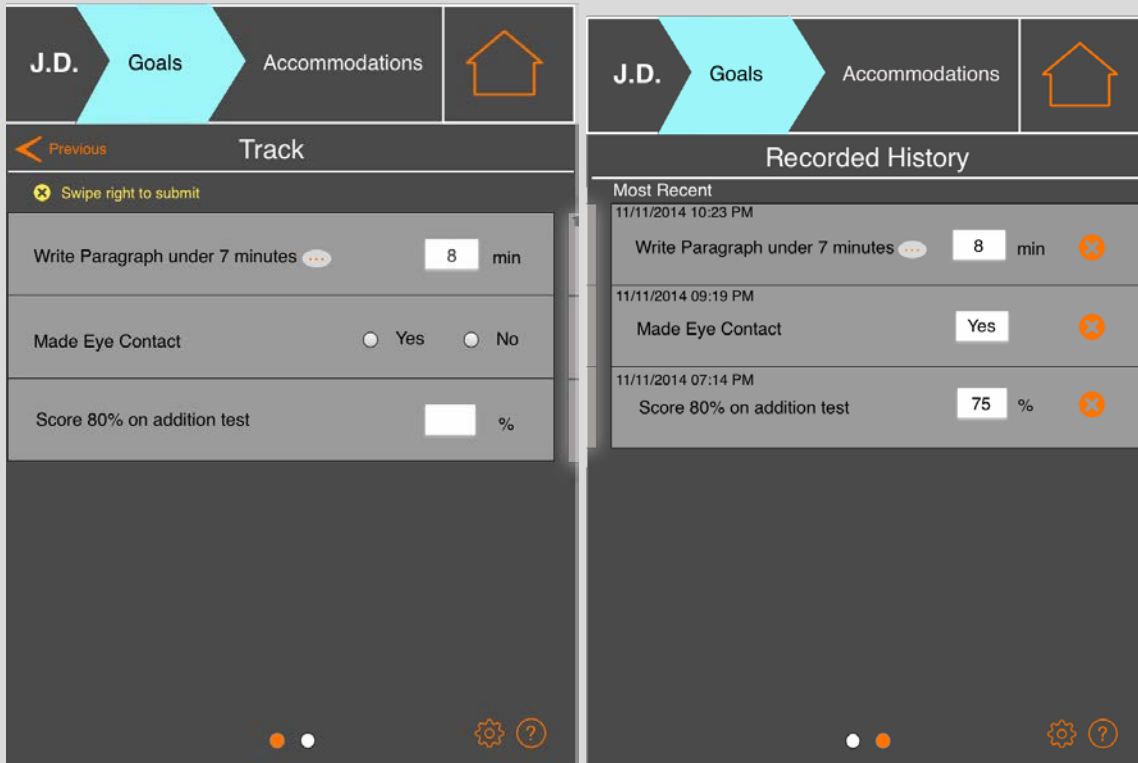 J.D. Goals Accommodations
Previous Track
Swipe right to submit
Write Paragraph under 7 minutes ... 8 min
Made Eye Contact Yes No
Score 80% on addition test %
?
J.D. Goals Accommodations
Recorded History
Most Recent
11/11/2014 10:23 PM
Write Paragraph under 7 minutes ... 8 min
11/11/2014 09:19 PM
Made Eye Contact Yes
11/11/2014 07:14 PM
Score 80% on addition test 75 %
?